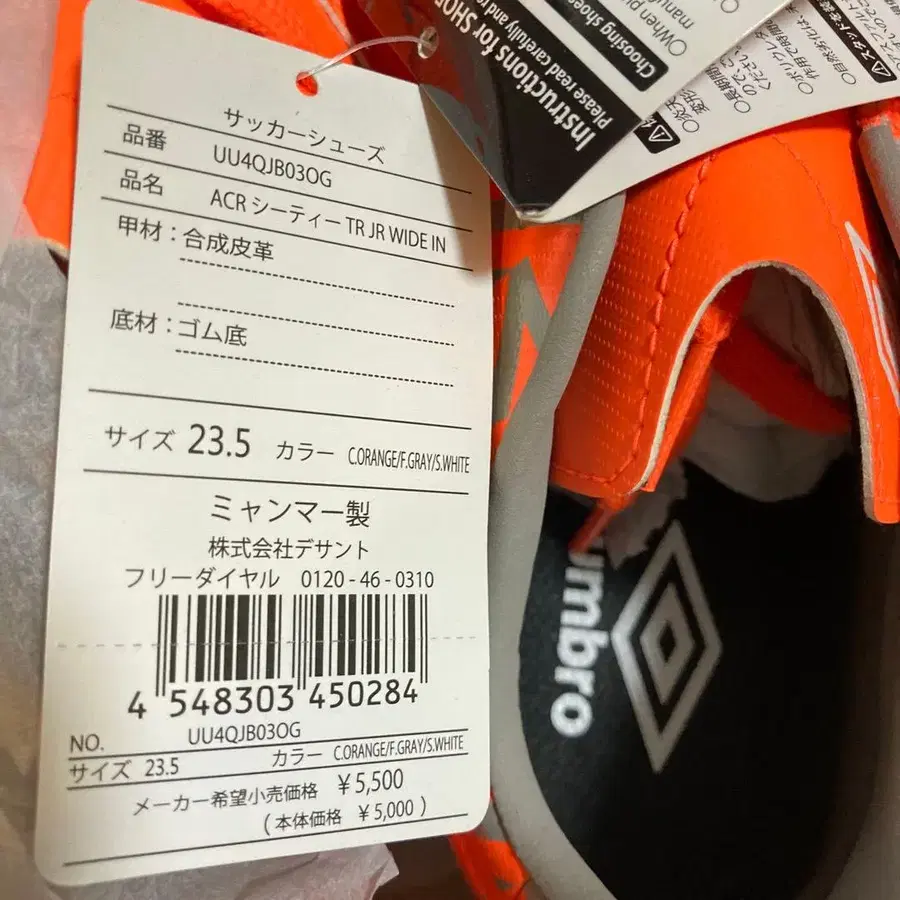 サッカーシューズ
品番 UU4QJB03OG
品名 ACR シーティー TR JR WIDE IN
甲材：合成皮革
底材：ゴム底
サイズ 23.5 カラー C.ORANGE/F.GRAY/S.WHITE
ミャンマー製
株式会社デサント
フリーダイヤル 0120-46-0310
4 548303 450284
NO. UU4QJB03OG
サイズ 23.5 カラー C.ORANGE/F.GRAY/S.WHITE
メーカー希望小売価格 ￥5,500
(本体価格 ￥5,000)
Instructions for
Please read carefully and
Choosing shoes
○When
umbro